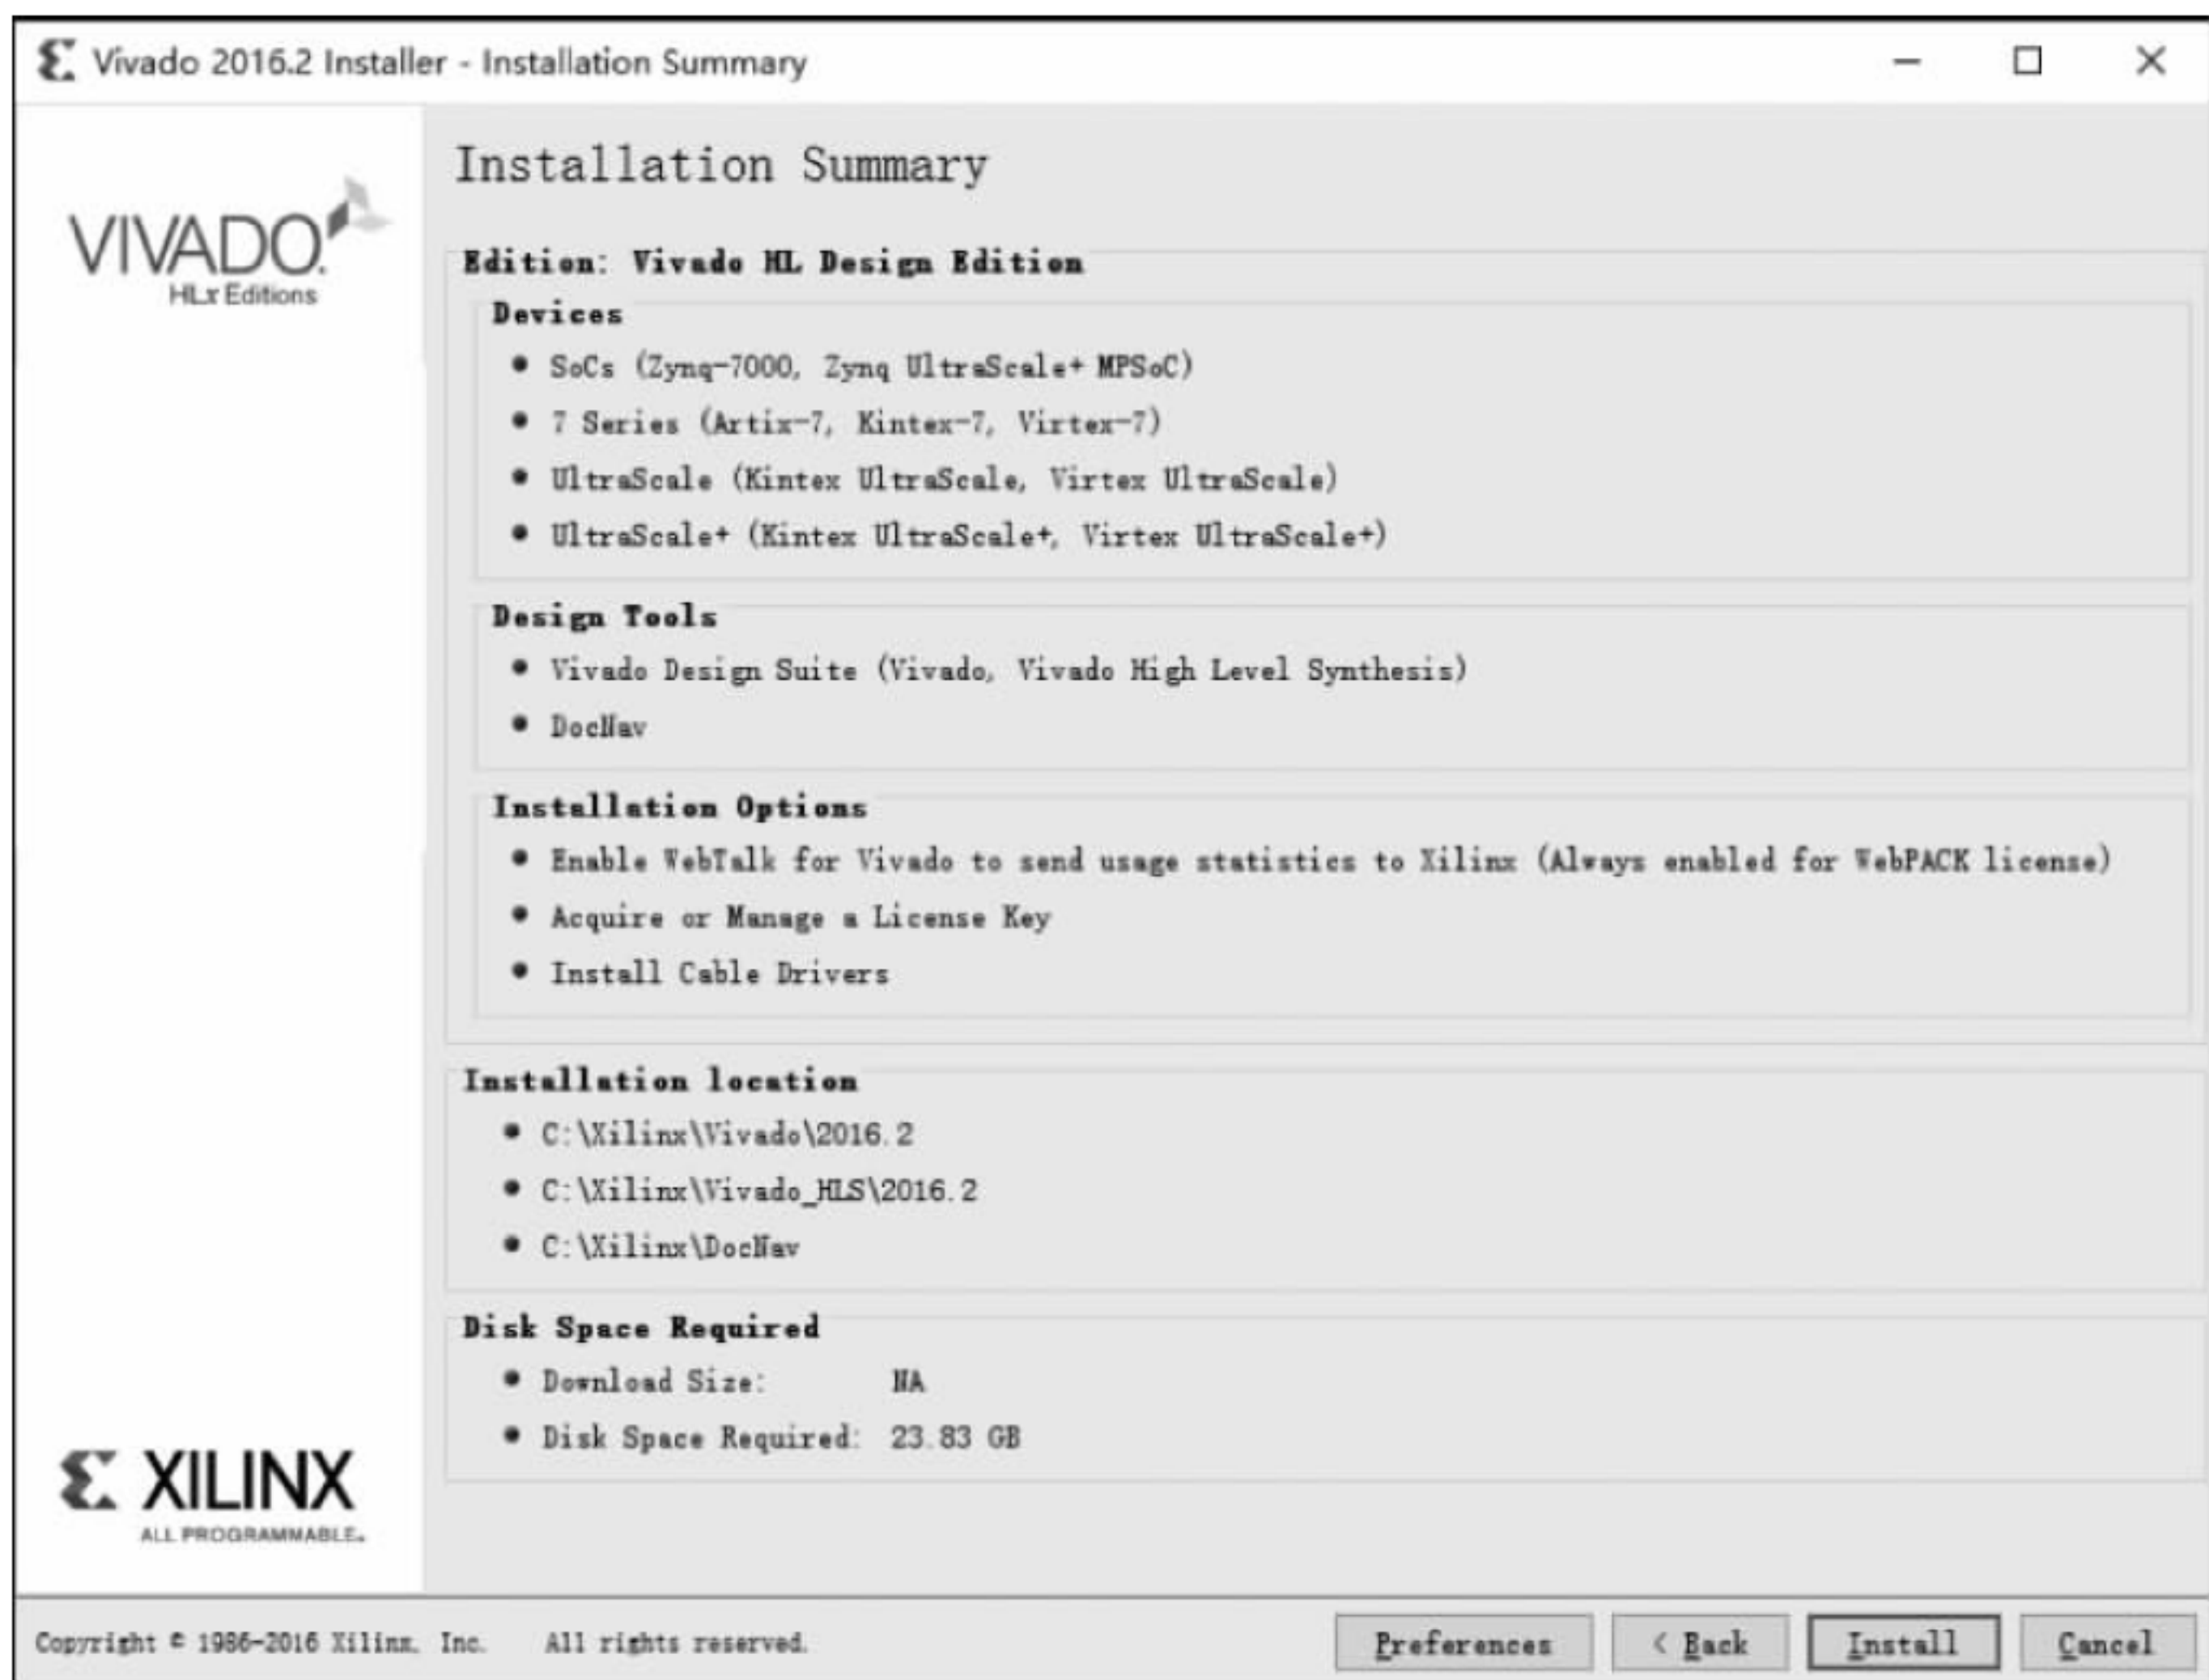 Vivado 2016.2 Installer - Installation Summary
VIVADO.
HLx Editions
Installation Summary
Edition: Vivado HL Design Edition
Devices
• SoCs (Zynq-7000, Zynq UltraScale+ MPSoC)
• 7 Series (Artix-7, Kintex-7, Virtex-7)
• UltraScale (Kintex UltraScale, Virtex UltraScale)
• UltraScale+ (Kintex UltraScale+, Virtex UltraScale+)
Design Tools
• Vivado Design Suite (Vivado, Vivado High Level Synthesis)
• DocNav
Installation Options
• Enable WebTalk for Vivado to send usage statistics to Xilinx (Always enabled for WebPACK license)
• Acquire or Manage a License Key
• Install Cable Drivers
Installation location
• C:\Xilinx\Vivado\2016.2
• C:\Xilinx\Vivado_HLS\2016.2
• C:\Xilinx\DocNav
Disk Space Required
• Download Size: NA
• Disk Space Required: 23.83 GB
XILINX
ALL PROGRAMMABLE™
Copyright © 1986-2016 Xilinx, Inc. All rights reserved.
Preferences < Back Install Cancel